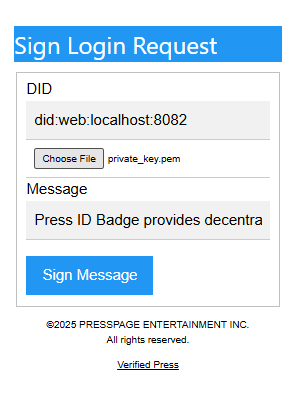 Sign Login Request
DID
did:web:localhost:8082
Choose File private_key.pem
Message
Press ID Badge provides decentra
Sign Message
©2025 PRESSPAGE ENTERTAINMENT INC.
All rights reserved.
Verified Press